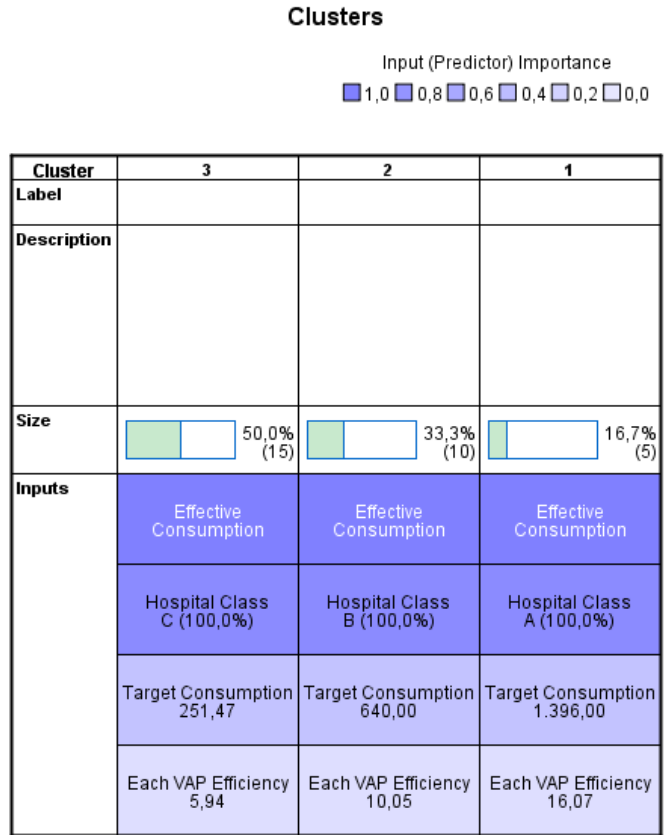 Clusters
Input (Predictor) Importance
1,0 0,8 0,6 0,4 0,2 0,0
Cluster 3 2 1
Label
Description
Size 50,0% (15) 33,3% (10) 16,7% (5)
Inputs
Effective Consumption Effective Consumption Effective Consumption
Hospital Class C (100,0%) Hospital Class B (100,0%) Hospital Class A (100,0%)
Target Consumption 251,47 Target Consumption 640,00 Target Consumption 1.396,00
Each VAP Efficiency 5,94 Each VAP Efficiency 10,05 Each VAP Efficiency 16,07